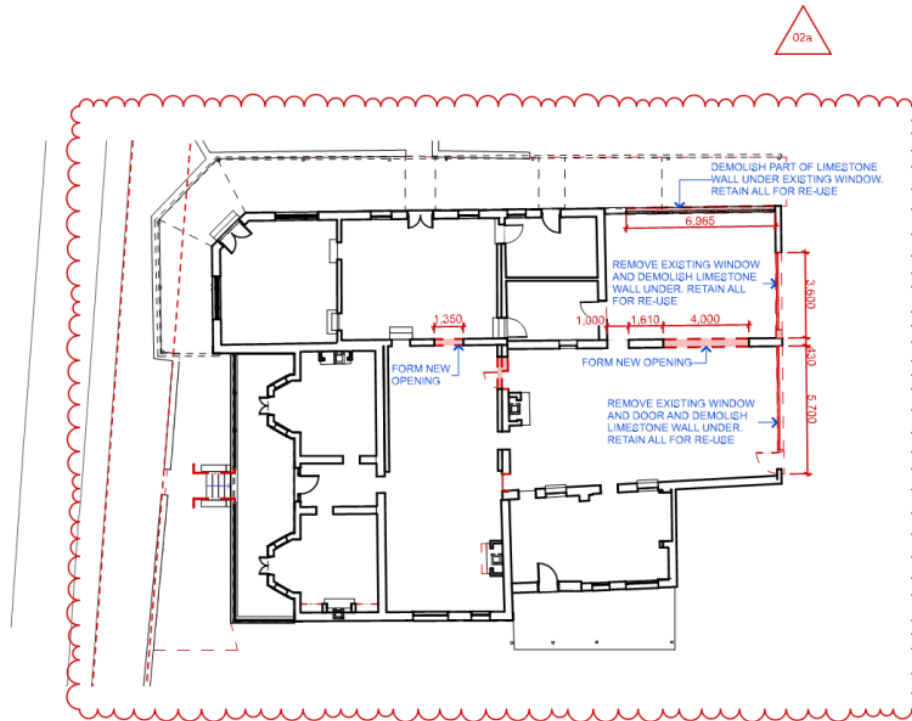 02a
DEMOLISH PART OF LIMESTONE
WALL UNDER EXISTING WINDOW.
RETAIN ALL FOR RE-USE
6,965
REMOVE EXISTING WINDOW
AND DEMOLISH LIMESTONE
WALL UNDER. RETAIN ALL
FOR RE-USE
3,600
1,350
1,000
1,610
4,000
FORM NEW
OPENING
FORM NEW OPENING
430
5,700
REMOVE EXISTING WINDOW
AND DOOR AND DEMOLISH
LIMESTONE WALL UNDER.
RETAIN ALL FOR RE-USE